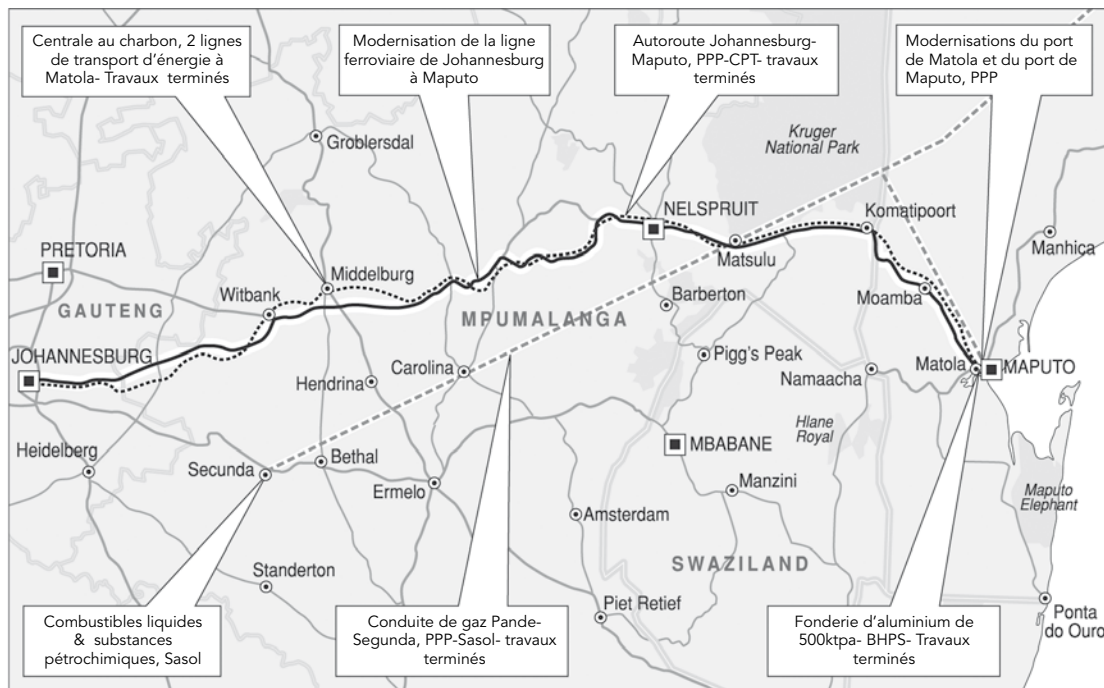 Centrale au charbon, 2 lignes
de transport d'énergie à
Matola- Travaux terminés
Modernisation de la ligne
ferroviaire de Johannesburg
à Maputo
Autoroute Johannesburg-
Maputo, PPP-CPT- travaux
terminés
Modernisations du port
de Matola et du port de
Maputo, PPP
Groblersdal
Kruger
National Park
PRETORIA
NELSPRUIT
Komatipoort
Manhica
Middelburg
Matsulu
Witbank
GAUTENG
MPUMALANGA
Barberton
Moamba
JOHANNESBURG
Carolina
Pigg's Peak
Namaacha
Matola
MAPUTO
Hendrina
Hlane
Royal
Heidelberg
Secunda
Bethal
Ermelo
MBABANE
Manzini
Maputo
Elephant
Amsterdam
SWAZILAND
Standerton
Piet Retief
Ponta
do Ouro
Combustibles liquides
& substances
pétrochimiques, Sasol
Conduite de gaz Pande-
Segunda, PPP-Sasol- travaux
terminés
Fonderie d'aluminium de
500ktpa- BHPS- Travaux
terminés